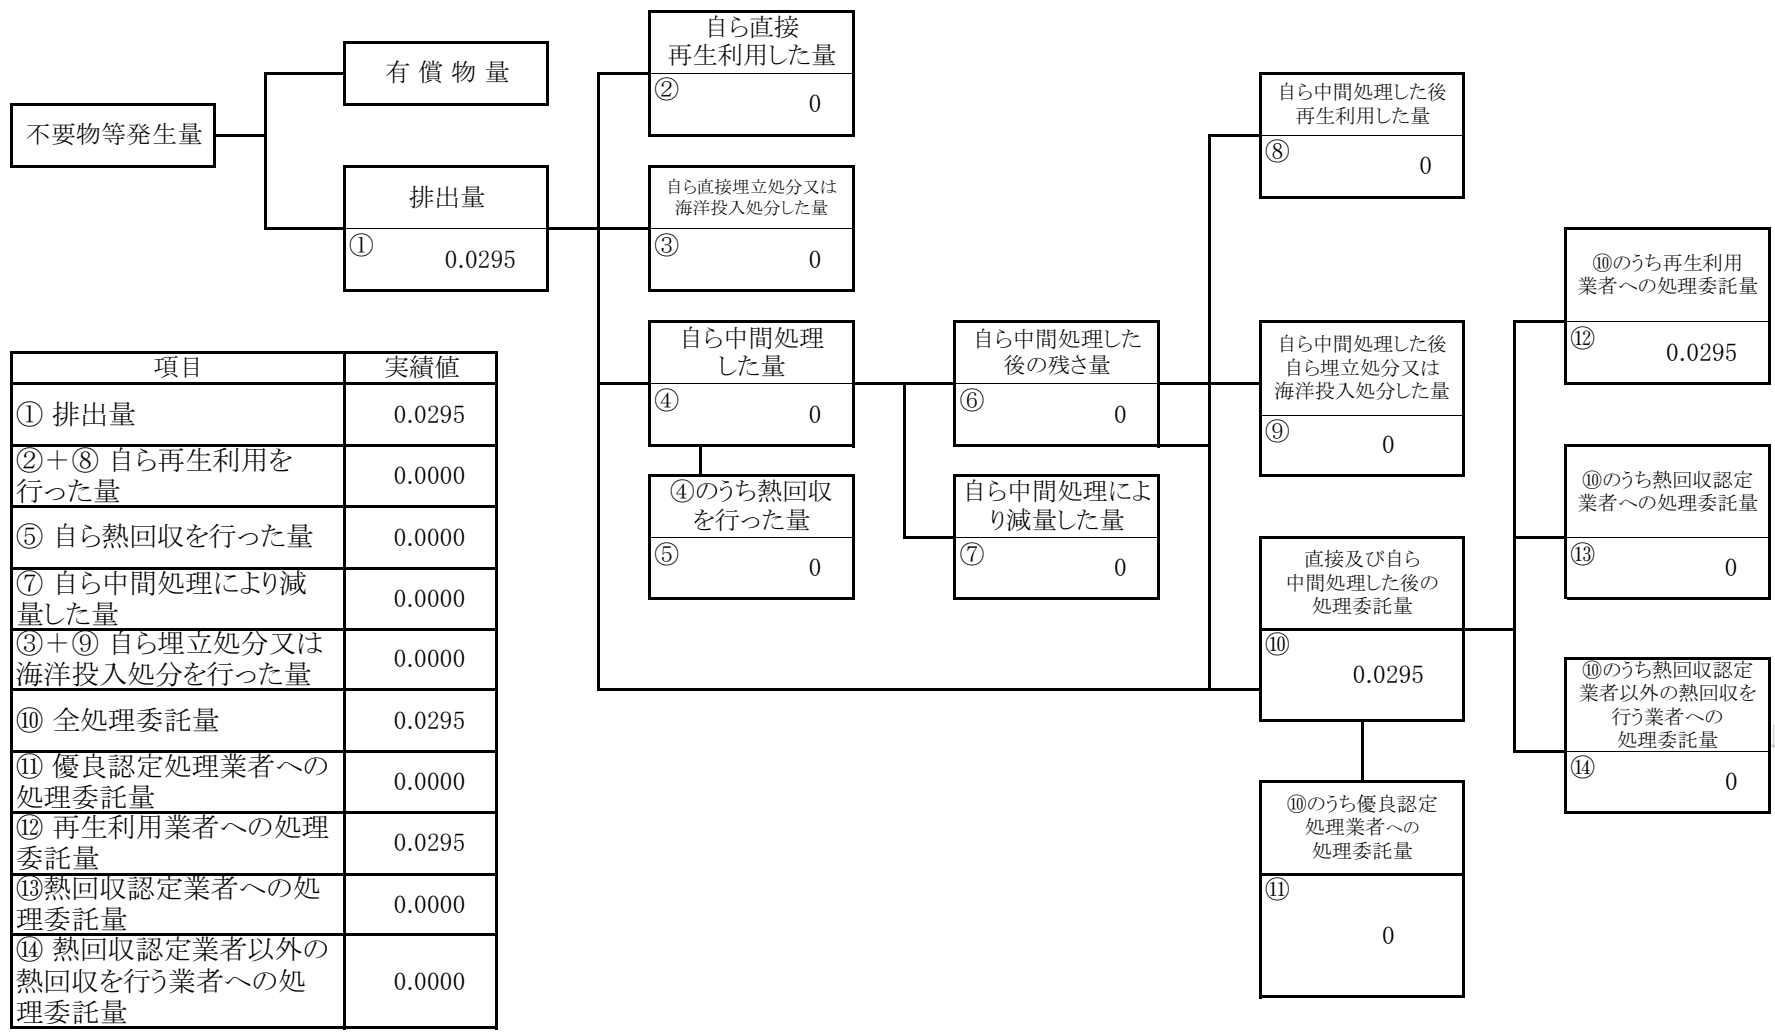 不要物等発生量
有償物量
排出量
①
0.0295
自ら直接
再生利用した量
②
0
自ら直接埋立処分又は
海洋投入処分した量
③
0
自ら中間処理
した量
④
0
④のうち熱回収
を行った量
⑤
0
自ら中間処理した
後の残さ量
⑥
0
自ら中間処理によ
り減量した量
⑦
0
自ら中間処理した後
再生利用した量
⑧
0
自ら中間処理した後
自ら埋立処分又は
海洋投入処分した量
⑨
0
直接及び自ら
中間処理した後の
処理委託量
⑩
0.0295
⑩のうち優良認定
処理業者への
処理委託量
⑪
0
⑩のうち再生利用
業者への処理委託量
⑫
0.0295
⑩のうち熱回収認定
業者への処理委託量
⑬
0
⑩のうち熱回収認定
業者以外の熱回収を
行う業者への
処理委託量
⑭
0
項目 実績値
① 排出量 0.0295
②＋⑧ 自ら再生利用を
行った量 0.0000
⑤ 自ら熱回収を行った量 0.0000
⑦ 自ら中間処理により減
量した量 0.0000
③＋⑨ 自ら埋立処分又は
海洋投入処分を行った量 0.0000
⑩ 全処理委託量 0.0295
⑪ 優良認定処理業者への
処理委託量 0.0000
⑫ 再生利用業者への処理
委託量 0.0295
⑬熱回収認定業者への処
理委託量 0.0000
⑭ 熱回収認定業者以外の
熱回収を行う業者への処
理委託量 0.0000